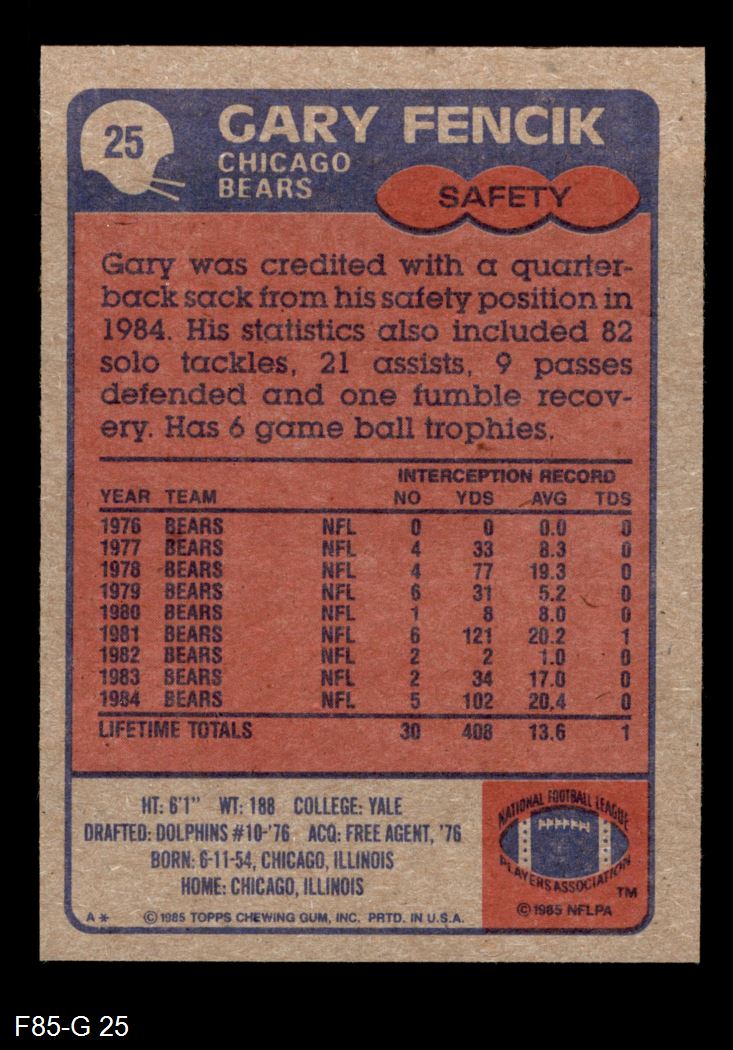 25
GARY FENCIK
CHICAGO
BEARS
SAFETY
Gary was credited with a quarter-
back sack from his safety position in
1984. His statistics also included 82
solo tackles, 21 assists, 9 passes
defended and one fumble recov-
ery. Has 6 game ball trophies.
INTERCEPTION RECORD
YEAR TEAM NO YDS AVG TDS
1976 BEARS NFL 0 0 0.0 0
1977 BEARS NFL 4 33 8.3 0
1978 BEARS NFL 4 77 19.3 0
1979 BEARS NFL 6 31 5.2 0
1980 BEARS NFL 1 8 8.0 0
1981 BEARS NFL 6 121 20.2 1
1982 BEARS NFL 2 2 1.0 0
1983 BEARS NFL 2 34 17.0 0
1984 BEARS NFL 5 102 20.4 0
LIFETIME TOTALS 30 408 13.6 1
HT: 6'1" WT: 188 COLLEGE: YALE
DRAFTED: DOLPHINS #10-'76 ACQ: FREE AGENT, '76
BORN: 6-11-54, CHICAGO, ILLINOIS
HOME: CHICAGO, ILLINOIS
A* © 1985 TOPPS CHEWING GUM, INC. PRTD. IN U.S.A.
NATIONAL FOOTBALL LEAGUE
PLAYERS ASSOCIATION
TM
© 1985 NFLPA
F85-G 25